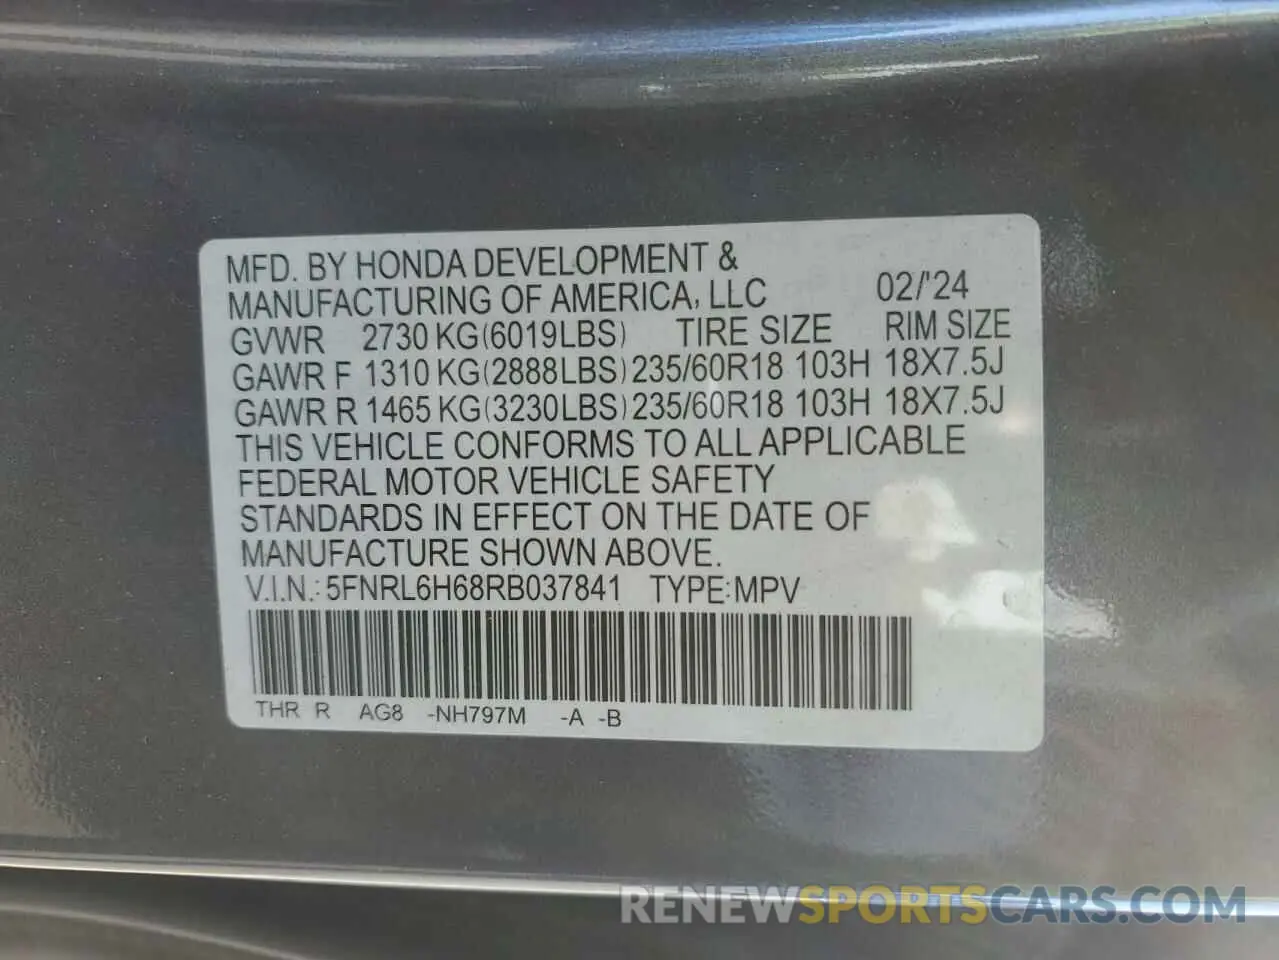 MFD. BY HONDA DEVELOPMENT &
MANUFACTURING OF AMERICA, LLC 02/'24
GVWR 2730 KG(6019LBS) TIRE SIZE RIM SIZE
GAWR F 1310 KG(2888LBS) 235/60R18 103H 18X7.5J
GAWR R 1465 KG(3230LBS) 235/60R18 103H 18X7.5J
THIS VEHICLE CONFORMS TO ALL APPLICABLE
FEDERAL MOTOR VEHICLE SAFETY
STANDARDS IN EFFECT ON THE DATE OF
MANUFACTURE SHOWN ABOVE.
V.I.N.: 5FNRL6H68RB037841 TYPE:MPV
THR R AG8 -NH797M -A -B
RENEWSPORTSCARS.COM